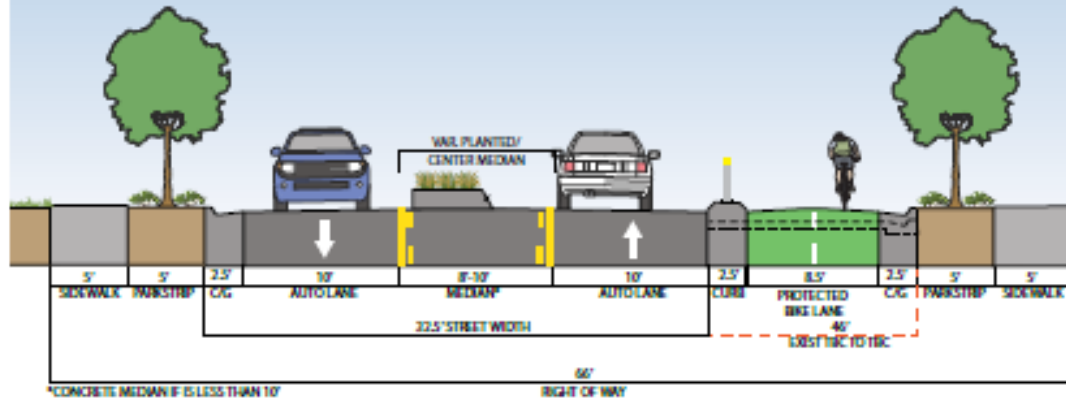 VAR. PLANTED/
CENTER MEDIAN
5' 5' 2.5' 10' 8'-10' 10' 2.5' 8.5' 2.5' 5' 5'
SIDEWALK PARKSTRIP C/G AUTO LANE MEDIAN* AUTO LANE CURB PROTECTED BIKE LANE C/G PARKSTRIP SIDEWALK
22.5' STREET WIDTH
46'
EXIST TBC TO TBC
66'
*CONCRETE MEDIAN IF IS LESS THAN 10'
RIGHT OF WAY